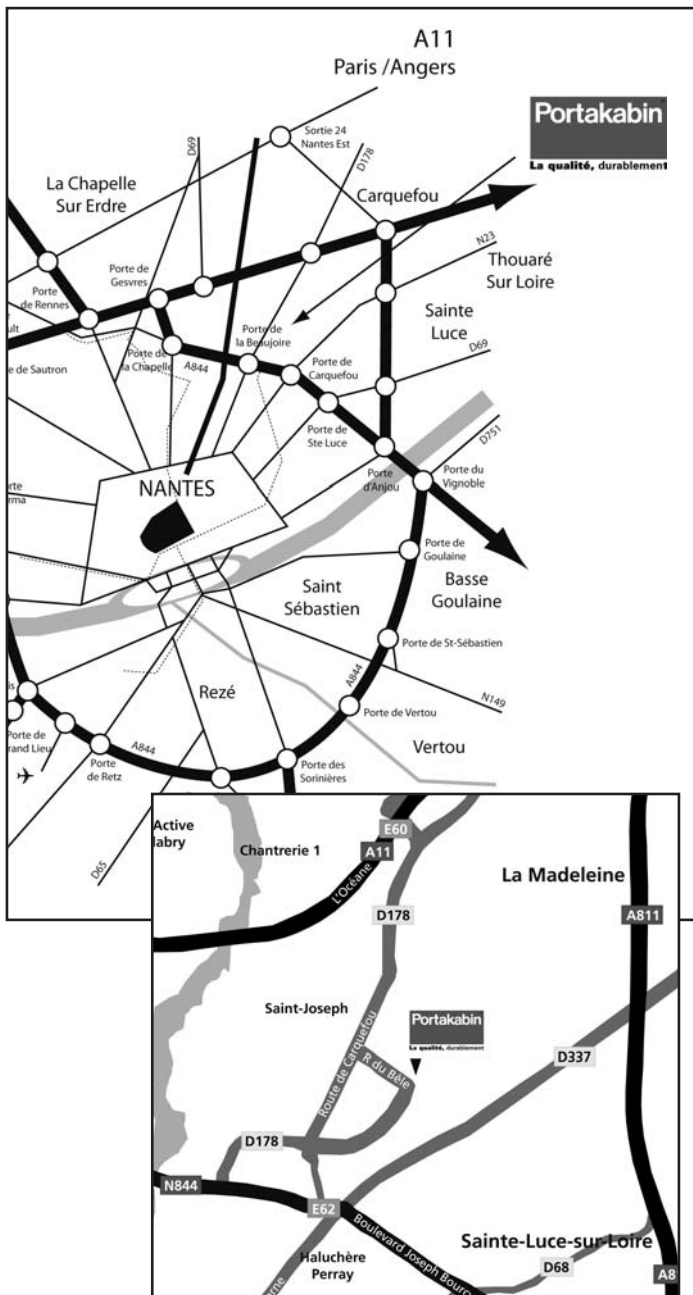 A11
Paris /Angers
Portakabin
La qualité, durablement
Sortie 24
Nantes Est
D69
D178
La Chapelle
Sur Erdre
Carquefou
N23
Thouaré
Sur Loire
Porte de
Gesvres
Porte
de Rennes
Sainte
Luce
Porte de
la Beaujoire
D69
de Sautron
Porte de
la Chapelle
A844
Porte de
Carquefou
Porte de
Ste Luce
D751
Porte
d'Anjou
Porte du
Vignoble
NANTES
Porte de
Goulaine
Basse
Goulaine
Saint
Sébastien
Porte de St-Sébastien
A844
N149
Rezé
Porte de Vertou
Vertou
Porte de
A844
Porte
de Retz
Porte des
Sorinières
D65
Active
Chantrerie 1
E60
A11
L'Océane
La Madeleine
D178
A811
Saint-Joseph
Portakabin
La qualité, durablement
Route de Carquefou
R du Bêle
D337
D178
N844
E62
Boulevard Joseph Bourc
Sainte-Luce-sur-Loire
Haluchère
Perray
D68
A8